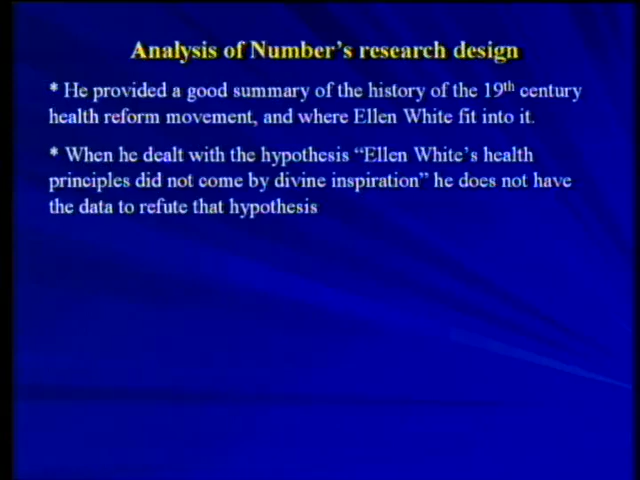 Analysis of Number's research design
* He provided a good summary of the history of the 19th century
health reform movement, and where Ellen White fit into it.
* When he dealt with the hypothesis “Ellen White's health
principles did not come by divine inspiration” he does not have
the data to refute that hypothesis